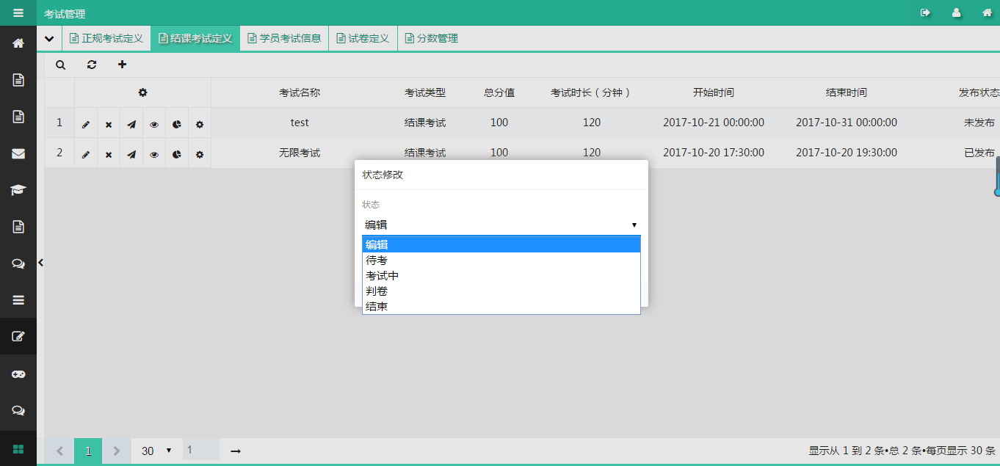 考试管理
正规考试定义 结课考试定义 学员考试信息 试卷定义 分数管理
考试名称 考试类型 总分值 考试时长（分钟） 开始时间 结束时间 发布状态
1 test 结课考试 100 120 2017-10-21 00:00:00 2017-10-31 00:00:00 未发布
2 无限考试 结课考试 100 120 2017-10-20 17:30:00 2017-10-20 19:30:00 已发布
状态修改
状态
编辑
编辑
待考
考试中
判卷
结束
1 30 1 显示从 1 到 2 条•总 2 条•每页显示 30 条